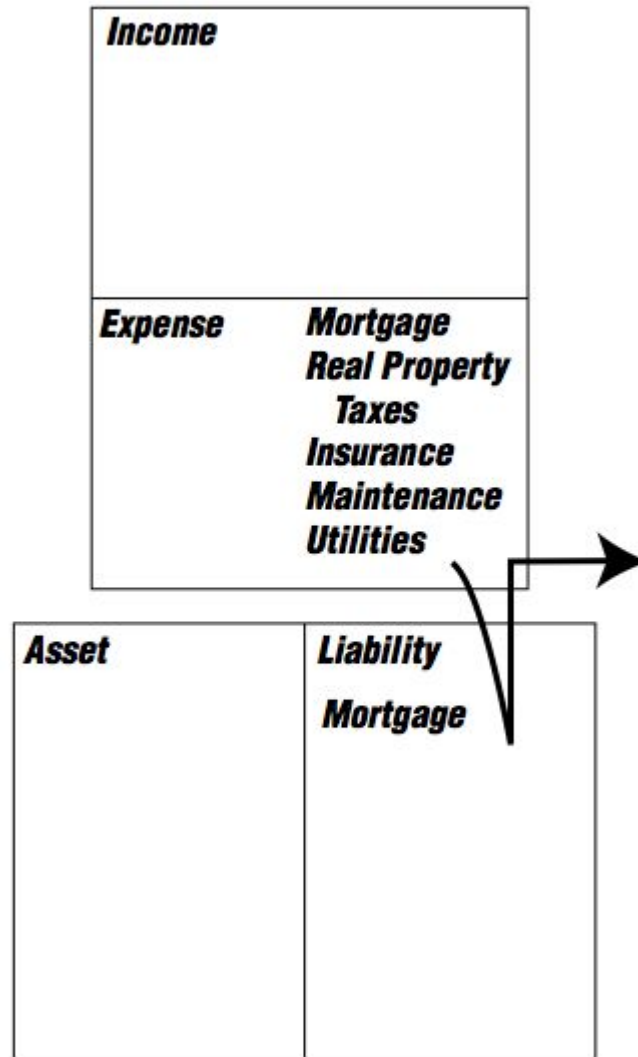 Income
Expense
Mortgage
Real Property
Taxes
Insurance
Maintenance
Utilities
Asset
Liability
Mortgage